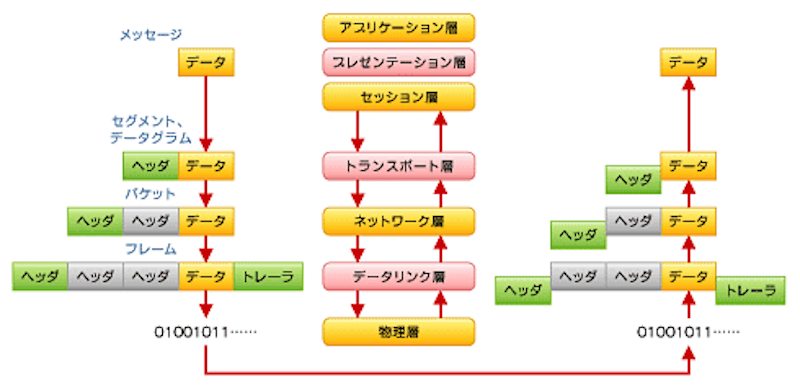 メッセージ
データ
セグメント、
データグラム
ヘッダ データ
パケット
ヘッダ ヘッダ データ
フレーム
ヘッダ ヘッダ ヘッダ データ トレーラ
01001011……
アプリケーション層
プレゼンテーション層
セッション層
トランスポート層
ネットワーク層
データリンク層
物理層
データ
ヘッダ データ
ヘッダ ヘッダ データ
ヘッダ ヘッダ ヘッダ データ トレーラ
01001011……